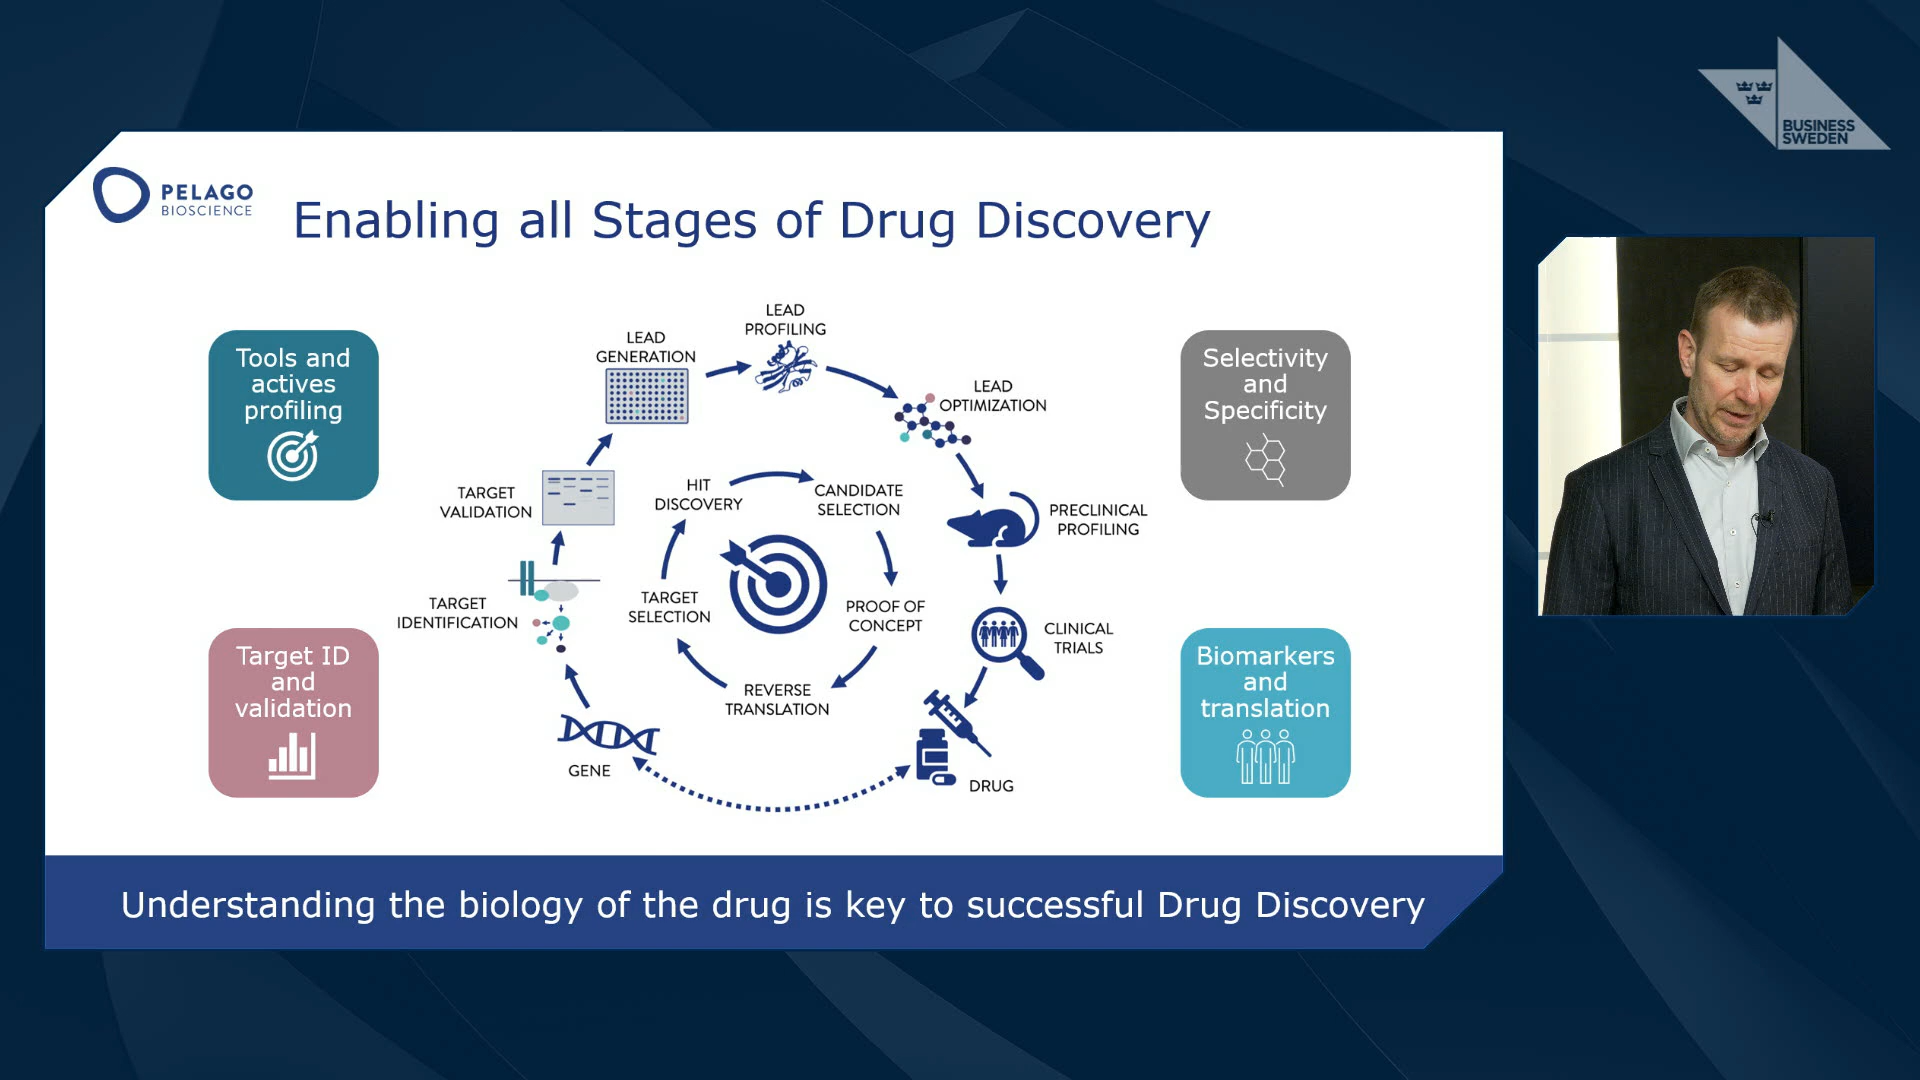 BUSINESS
SWEDEN
PELAGO
BIOSCIENCE
Enabling all Stages of Drug Discovery
Tools and
actives
profiling
Target ID
and
validation
LEAD
GENERATION
LEAD
PROFILING
LEAD
OPTIMIZATION
TARGET
VALIDATION
HIT
DISCOVERY
CANDIDATE
SELECTION
PRECLINICAL
PROFILING
TARGET
IDENTIFICATION
TARGET
SELECTION
PROOF OF
CONCEPT
CLINICAL
TRIALS
REVERSE
TRANSLATION
GENE
DRUG
Selectivity
and
Specificity
Biomarkers
and
translation
Understanding the biology of the drug is key to successful Drug Discovery